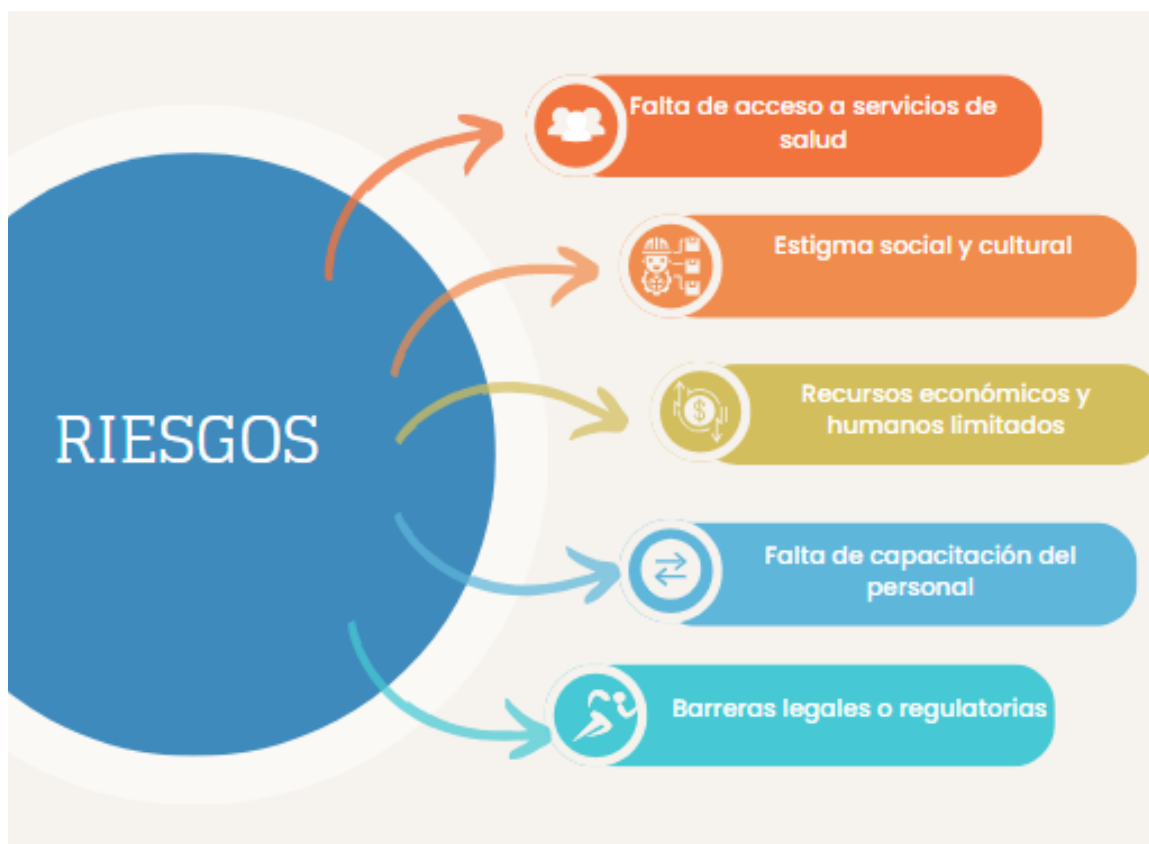 RIESGOS
Falta de acceso a servicios de
salud
Estigma social y cultural
Recursos económicos y
humanos limitados
Falta de capacitación del
personal
Barreras legales o regulatorias